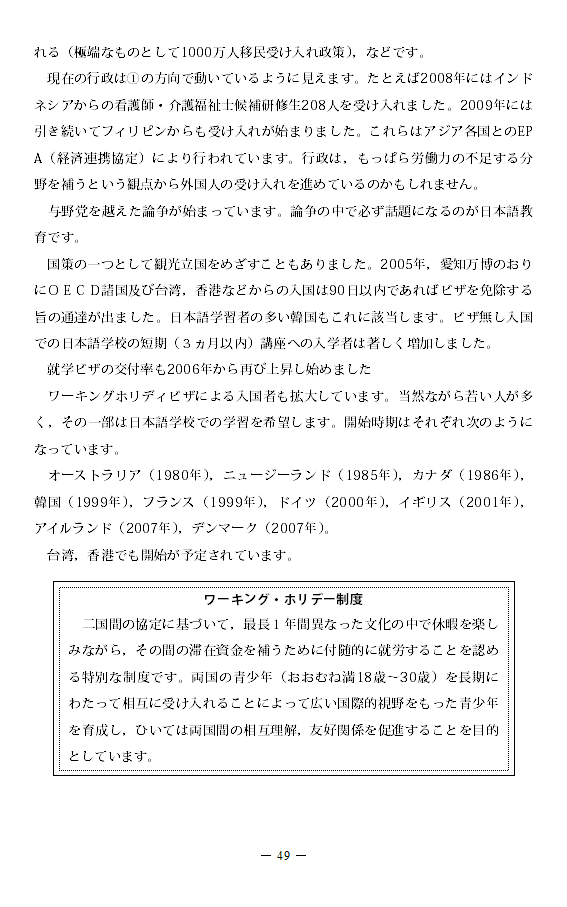 れる（極端なものとして1000万人移民受け入れ政策），などです。
現在の行政は①の方向で動いているように見えます。たとえば2008年にはインド
ネシアからの看護師・介護福祉士候補研修生208人を受け入れました。2009年には
引き続いてフィリピンからも受け入れが始まりました。これらはアジア各国とのEP
A（経済連携協定）により行われています。行政は，もっぱら労働力の不足する分
野を補うという観点から外国人の受け入れを進めているのかもしれません。
与野党を越えた論争が始まっています。論争の中で必ず話題になるのが日本語教
育です。
国策の一つとして観光立国をめざすこともありました。2005年，愛知万博のおり
にＯＥＣＤ諸国及び台湾，香港などからの入国は90日以内であればビザを免除する
旨の通達が出ました。日本語学習者の多い韓国もこれに該当します。ビザ無し入国
での日本語学校の短期（３ヵ月以内）講座への入学者は著しく増加しました。
就学ビザの交付率も2006年から再び上昇し始めました
ワーキングホリディビザによる入国者も拡大しています。当然ながら若い人が多
く，その一部は日本語学校での学習を希望します。開始時期はそれぞれ次のように
なっています。
オーストラリア（1980年），ニュージーランド（1985年），カナダ（1986年），
韓国（1999年），フランス（1999年），ドイツ（2000年），イギリス（2001年），
アイルランド（2007年），デンマーク（2007年）。
台湾，香港でも開始が予定されています。
ワーキング・ホリデー制度
二国間の協定に基づいて，最長１年間異なった文化の中で休暇を楽し
みながら，その間の滞在資金を補うために付随的に就労することを認め
る特別な制度です。両国の青少年（おおむね満18歳～30歳）を長期に
わたって相互に受け入れることによって広い国際的視野をもった青少年
を育成し，ひいては両国間の相互理解，友好関係を促進することを目的
としています。
― 49 ―